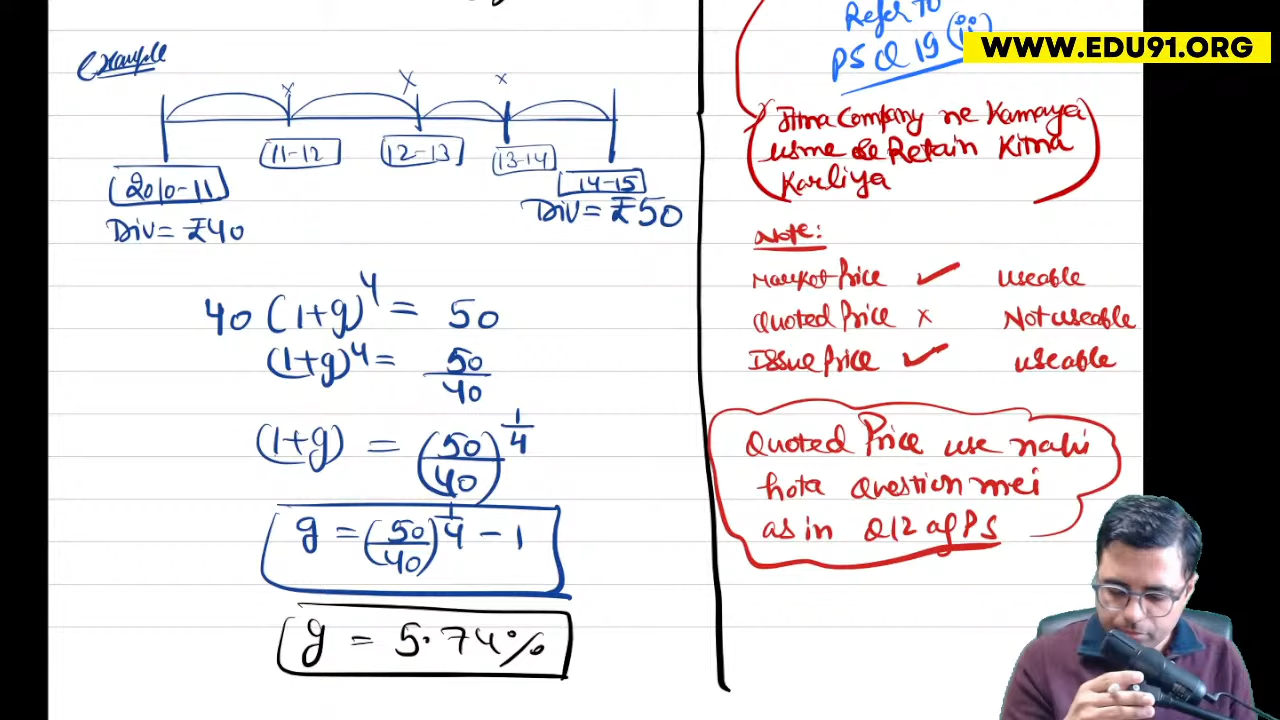 Example
x x x
11-12 12-13 13-14
2010-11 14-15
Div = ₹40 Div = ₹50
40 (1+g)^4 = 50
(1+g)^4 = 50/40
(1+g) = (50/40)^1/4
g = (50/40)^1/4 - 1
g = 5.74%
Refer to
PS Q 19 (ii)
WWW.EDU91.ORG
Jitna Company ne Kamaya
usme se Retain Kitna
Karliya
Note:
Market Price ✓ useable
Quoted Price x Not useable
Issue Price ✓ useable
Quoted Price use nahi
hota Question mei
as in Q12 of PS